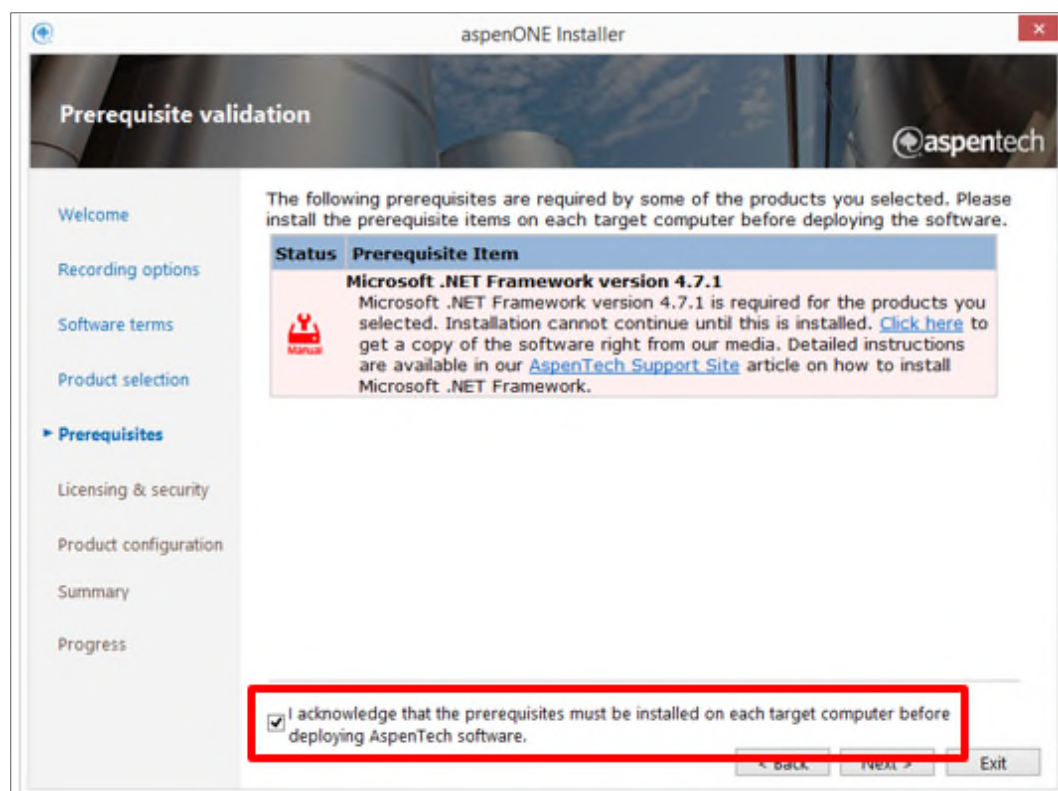 aspenONE Installer
×
Prerequisite validation
aspentech
Welcome
Recording options
Software terms
Product selection
Prerequisites
Licensing & security
Product configuration
Summary
Progress
The following prerequisites are required by some of the products you selected. Please
install the prerequisite items on each target computer before deploying the software.
Status Prerequisite Item
Microsoft .NET Framework version 4.7.1
Microsoft .NET Framework version 4.7.1 is required for the products you
selected. Installation cannot continue until this is installed. Click here to
get a copy of the software right from our media. Detailed instructions
are available in our AspenTech Support Site article on how to install
Microsoft .NET Framework.
Manual
I acknowledge that the prerequisites must be installed on each target computer before
deploying AspenTech software.
< Back Next > Exit